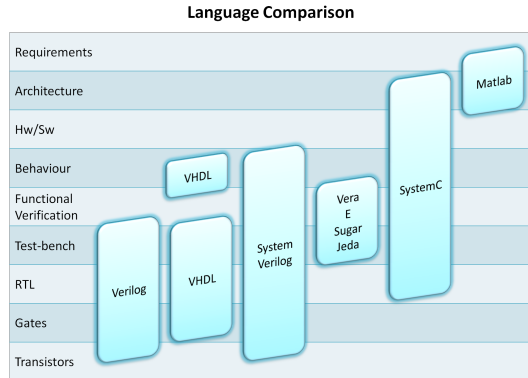 Language Comparison
Requirements
Architecture
Hw/Sw
Behaviour
Functional
Verification
Test-bench
RTL
Gates
Transistors
Verilog
VHDL
VHDL
System
Verilog
Vera
E
Sugar
Jeda
SystemC
Matlab